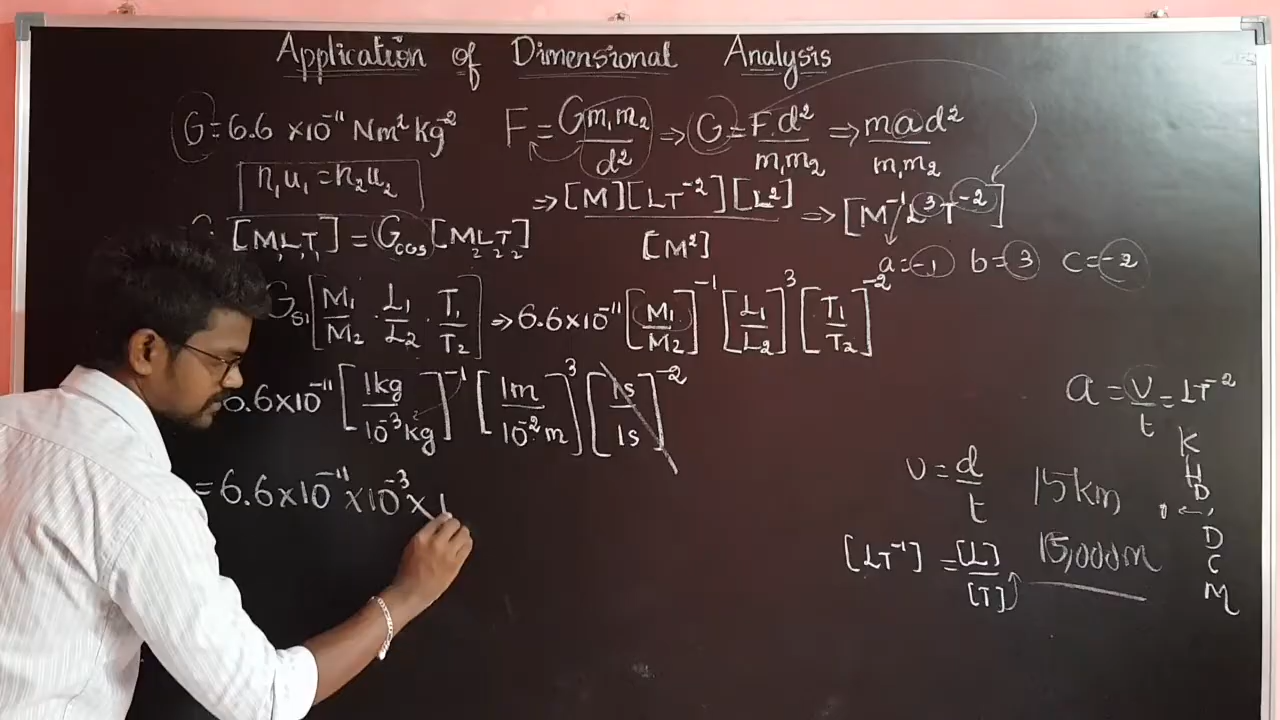 Application of Dimensional Analysis
G = 6.6 × 10⁻¹¹ Nm² Kg⁻²
F = Gm₁m₂/d² ⇒ G = F.d²/m₁m₂ ⇒ mad²/m₁m₂
n₁u₁ = n₂u₂
⇒ [M][LT⁻²][L²]/[M²] ⇒ [M⁻¹L³T⁻²]
[M₁L₁T₁] = G_CGS [M₂L₂T₂]
a = -1 b = 3 c = -2
G_SI [M₁/M₂ . L₁/L₂ . T₁/T₂] ⇒ 6.6×10⁻¹¹ [M₁/M₂]⁻¹ [L₁/L₂]³ [T₁/T₂]⁻²
6.6×10⁻¹¹ [1kg/10⁻³kg]⁻¹ [1m/10⁻²m]³ [1s/1s]⁻²
= 6.6×10⁻¹¹ × 10⁻³ × 1
a = V/t = LT⁻²
v = d/t
[LT⁻¹] = [L]/[T]
15km
15,000m
K
H
D
D
C
M